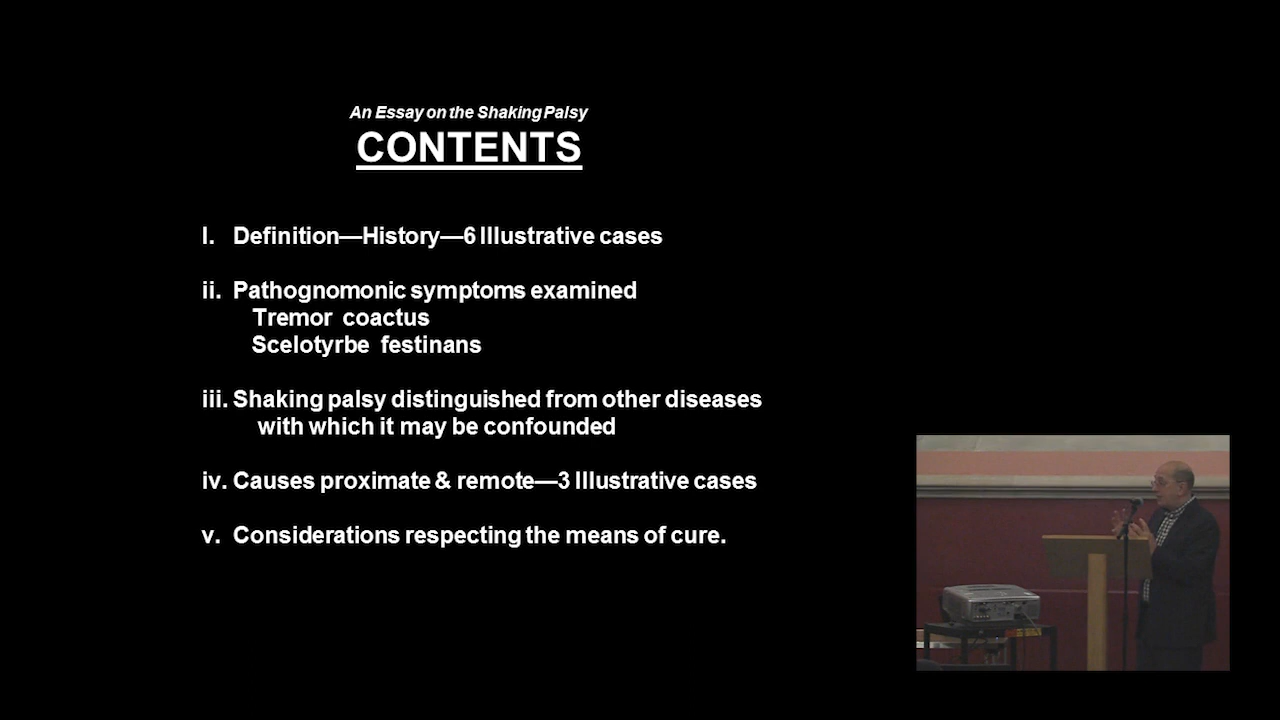 An Essay on the Shaking Palsy
CONTENTS
I. Definition—History—6 Illustrative cases
ii. Pathognomonic symptoms examined
Tremor coactus
Scelotyrbe festinans
iii. Shaking palsy distinguished from other diseases
with which it may be confounded
iv. Causes proximate & remote—3 Illustrative cases
v. Considerations respecting the means of cure.